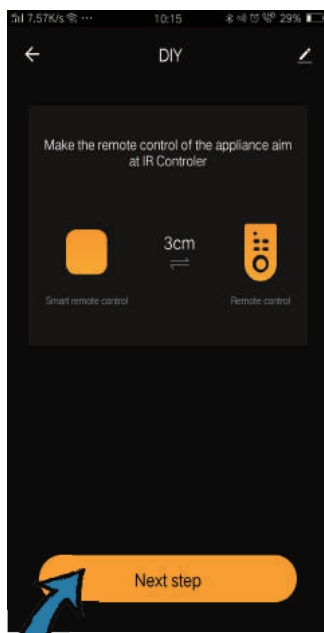 7.57K/s ··· 10:15 29%
DIY
Make the remote control of the appliance aim
at IR Controler
3cm
Smart remote control Remote control
Next step